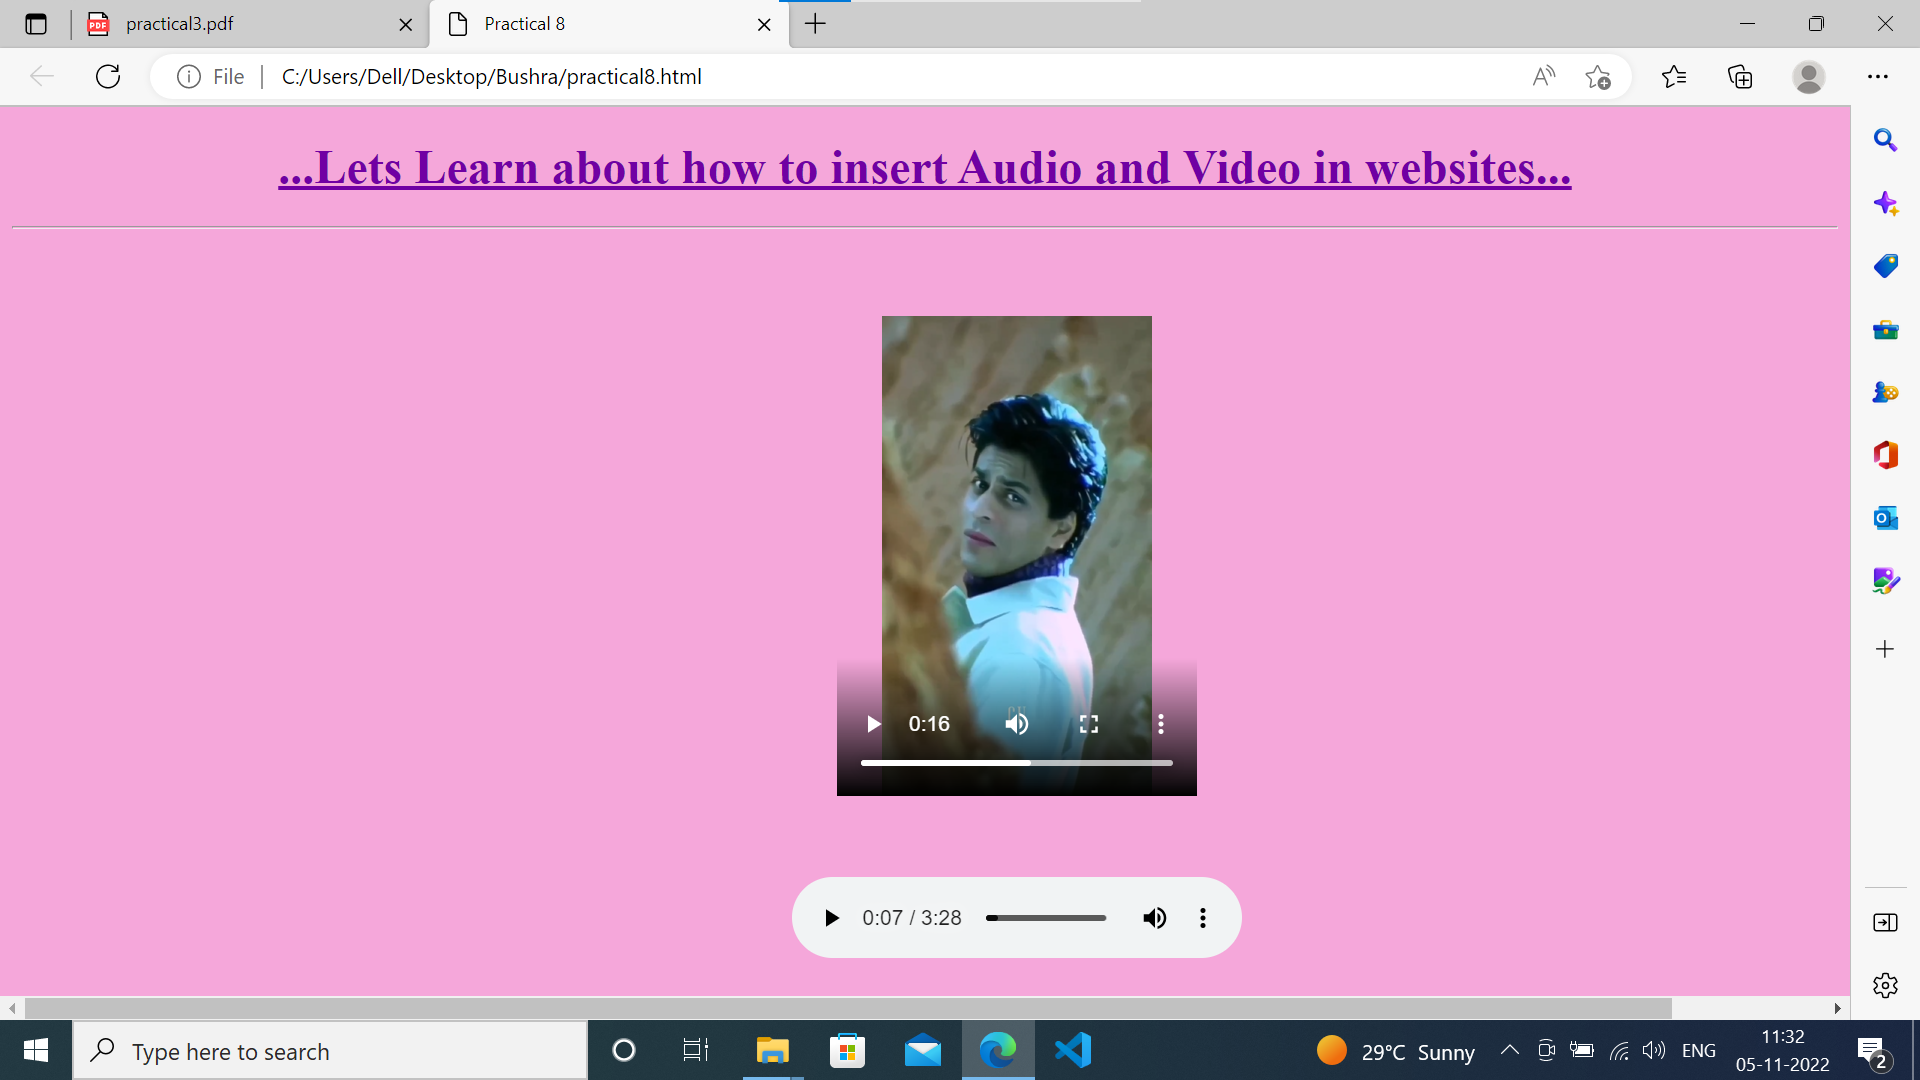 practical3.pdf
Practical 8
File
C:/Users/Dell/Desktop/Bushra/practical8.html
...Lets Learn about how to insert Audio and Video in websites...
0:16
0:07 / 3:28
Type here to search
29°C Sunny
ENG
11:32
05-11-2022
2